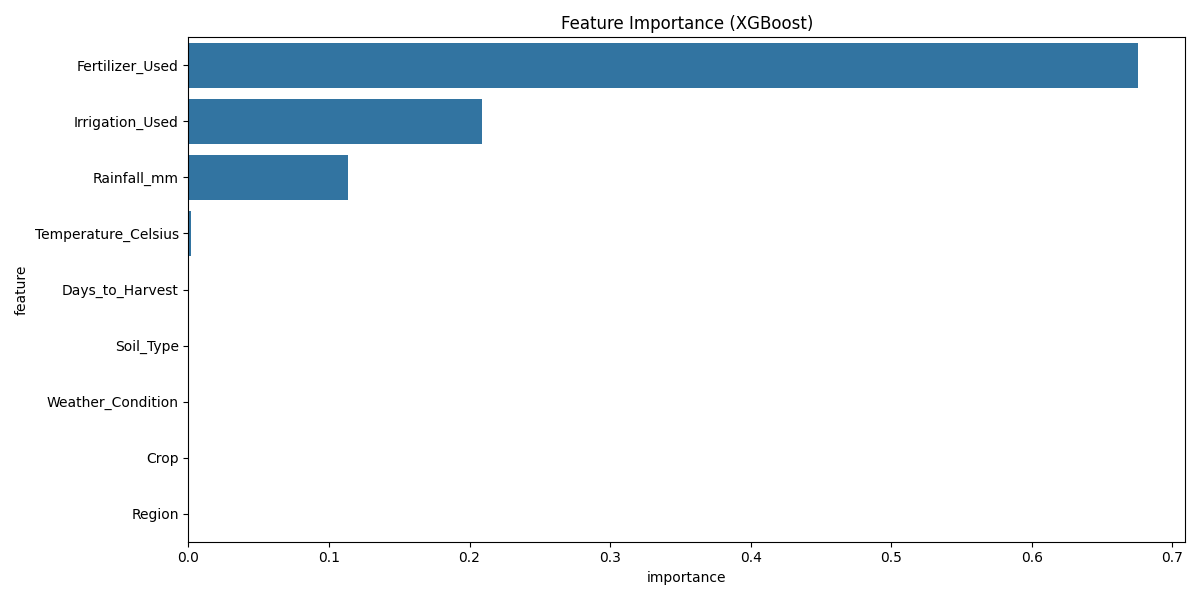 Feature Importance (XGBoost)
Fertilizer_Used
Irrigation_Used
Rainfall_mm
Temperature_Celsius
Days_to_Harvest
Soil_Type
Weather_Condition
Crop
Region
feature
0.0 0.1 0.2 0.3 0.4 0.5 0.6 0.7
importance